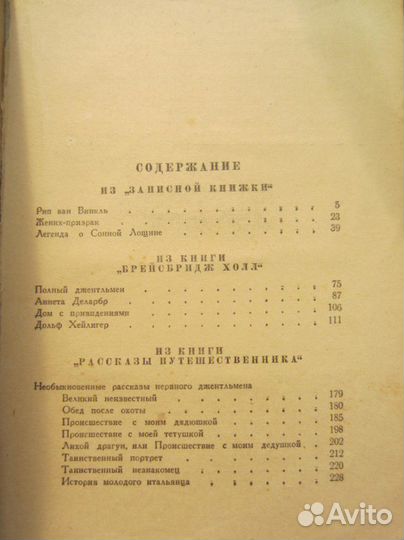 СОДЕРЖАНИЕ
ИЗ „ЗАПИСНОЙ КНИЖКИ“
Рип ван Винкль . . . . . . . . . . 5
Жених-призрак . . . . . . . . . . 23
Легенда о Сонной Лощине . . . . . . . 39
ИЗ КНИГИ
„БРЕЙСБРИДЖ ХОЛЛ“
Полный джентльмен . . . . . . . . . 75
Аннета Деларбр . . . . . . . . . . 87
Дом с привидениями . . . . . . . . . 106
Дольф Хейлигер . . . . . . . . . . 111
ИЗ КНИГИ
„РАССКАЗЫ ПУТЕШЕСТВЕННИКА“
Необыкновенные рассказы нервного джентльмена
Великий неизвестный . . . . . . . . 179
Обед после охоты . . . . . . . . . 180
Происшествие с моим дядюшкой . . . . . 185
Происшествие с моей тетушкой . . . . . 198
Лихой драгун, или Происшествие с моим дедушкой . 202
Таинственный портрет . . . . . . . . 212
Таинственный незнакомец . . . . . . . 220
История молодого итальянца . . . . . . 228
Avito